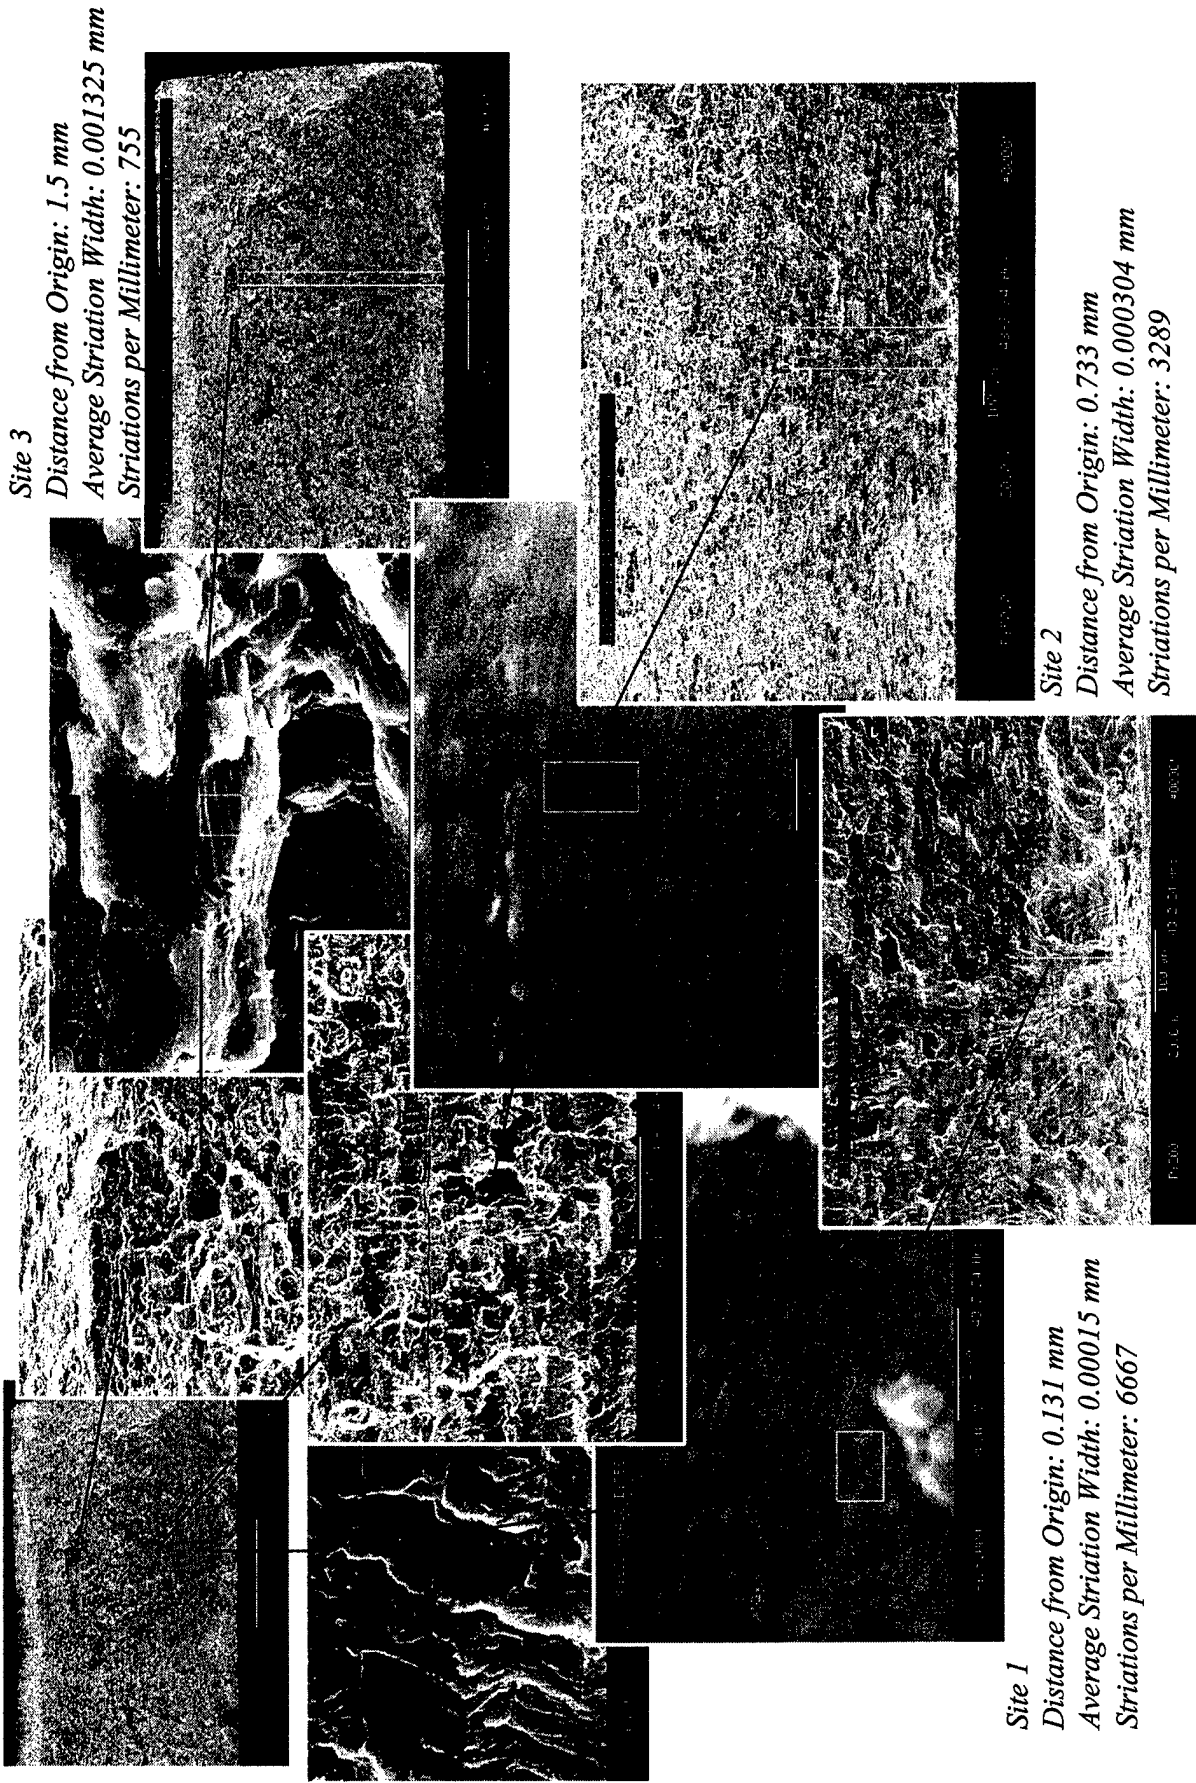 Site 3
Distance from Origin: 1.5 mm
Average Striation Width: 0.001325 mm
Striations per Millimeter: 755
Site 2
Distance from Origin: 0.733 mm
Average Striation Width: 0.000304 mm
Striations per Millimeter: 3289
Site 1
Distance from Origin: 0.131 mm
Average Striation Width: 0.00015 mm
Striations per Millimeter: 6667